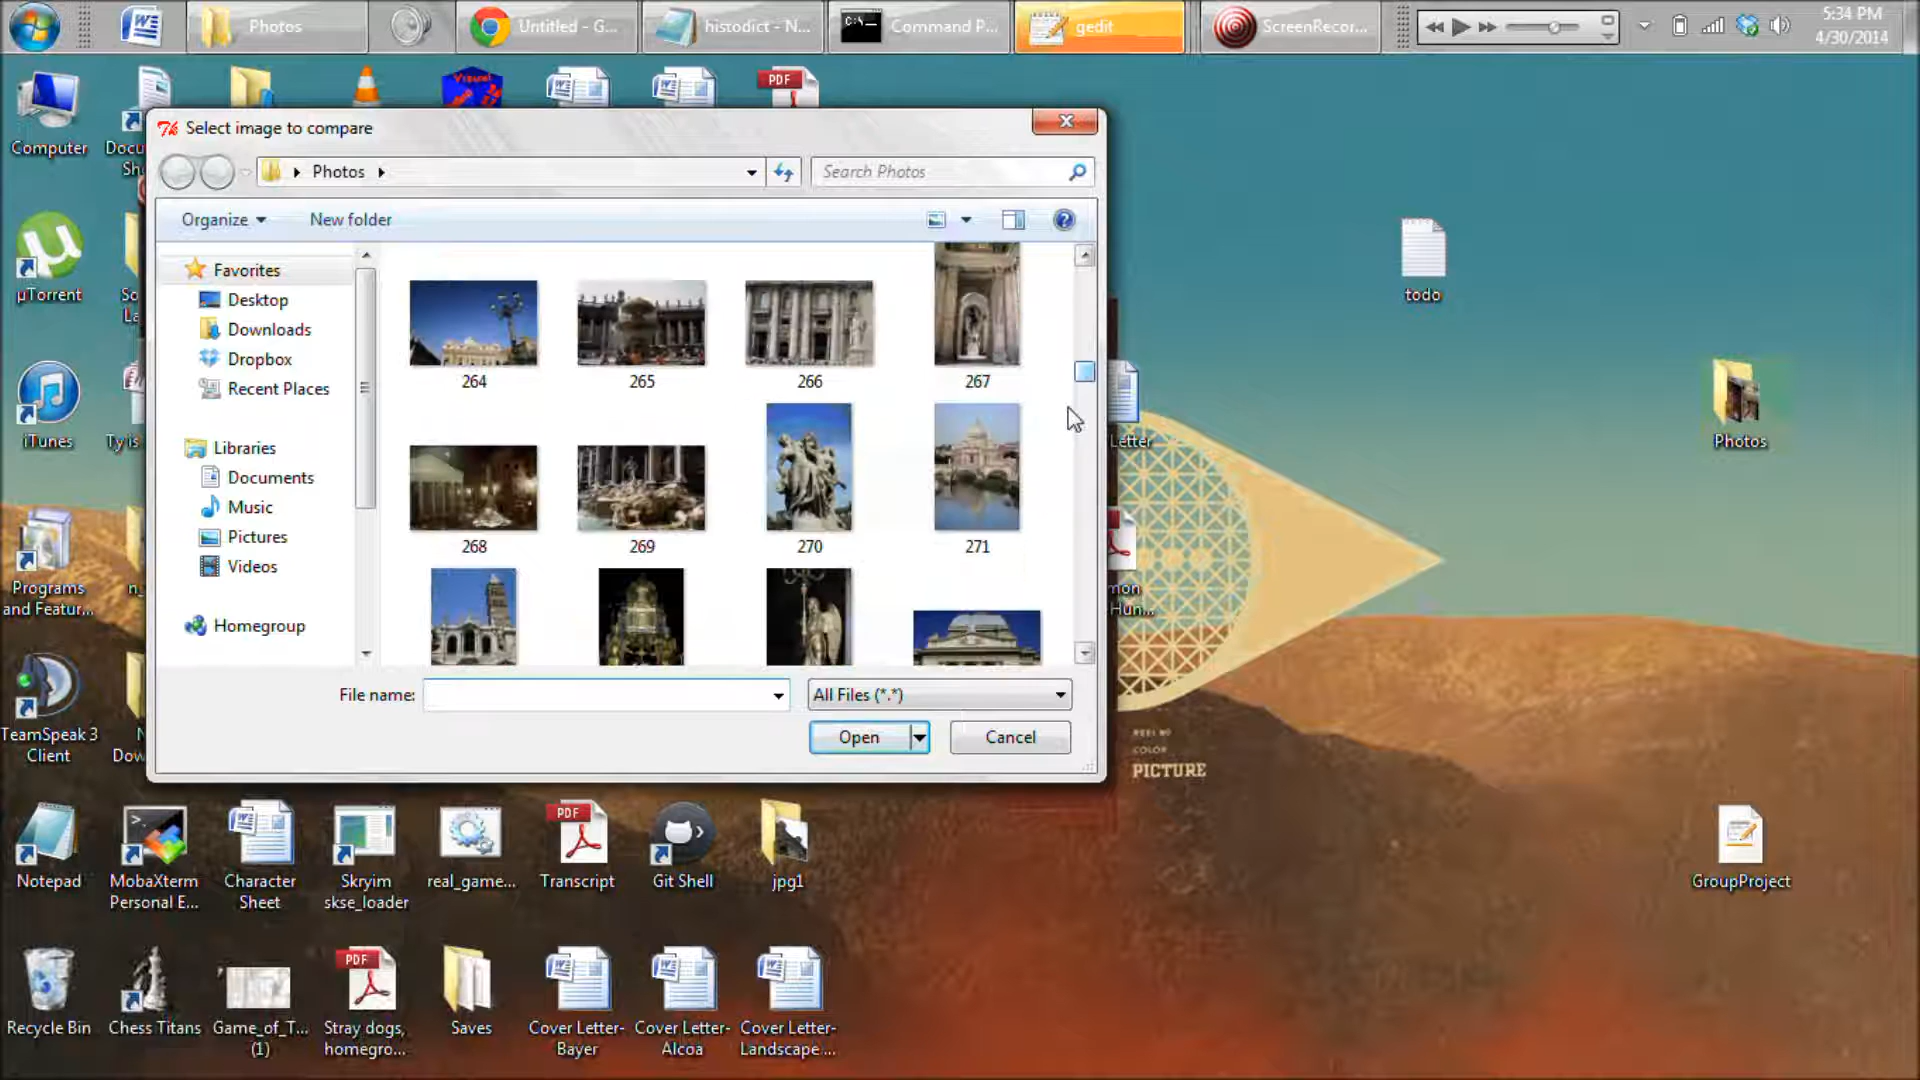 Photos
Untitled - G...
histodict - N...
Command P...
gedit
ScreenRecor...
5:34 PM
4/30/2014
PDF
Computer
Select image to compare
Photos
Search Photos
Organize
New folder
Favorites
Desktop
Downloads
Dropbox
Recent Places
Libraries
Documents
Music
Pictures
Videos
Homegroup
264
265
266
267
268
269
270
271
File name:
All Files (*.*)
Open
Cancel
µTorrent
iTunes
Programs
and Featur...
TeamSpeak 3
Client
todo
Photos
Letter
PICTURE
GroupProject
Notepad
MobaXterm
Personal E...
Character
Sheet
Skryim
skse_loader
real_game...
PDF
Transcript
Git Shell
jpg1
Recycle Bin
Chess Titans
Game_of_T...
(1)
PDF
Stray dogs,
homegro...
Saves
Cover Letter-
Bayer
Cover Letter-
Alcoa
Cover Letter-
Landscape ...